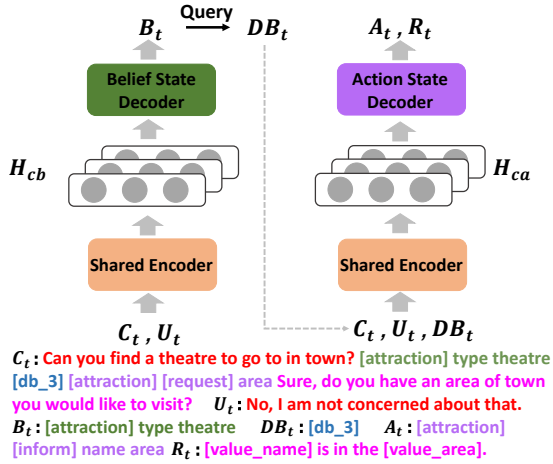 B_t Query DB_t A_t , R_t
Belief State Decoder Action State Decoder
H_cb H_ca
Shared Encoder Shared Encoder
C_t , U_t C_t , U_t , DB_t
C_t : Can you find a theatre to go to in town? [attraction] type theatre
[db_3] [attraction] [request] area Sure, do you have an area of town
you would like to visit? U_t : No, I am not concerned about that.
B_t : [attraction] type theatre DB_t : [db_3] A_t : [attraction]
[inform] name area R_t : [value_name] is in the [value_area].